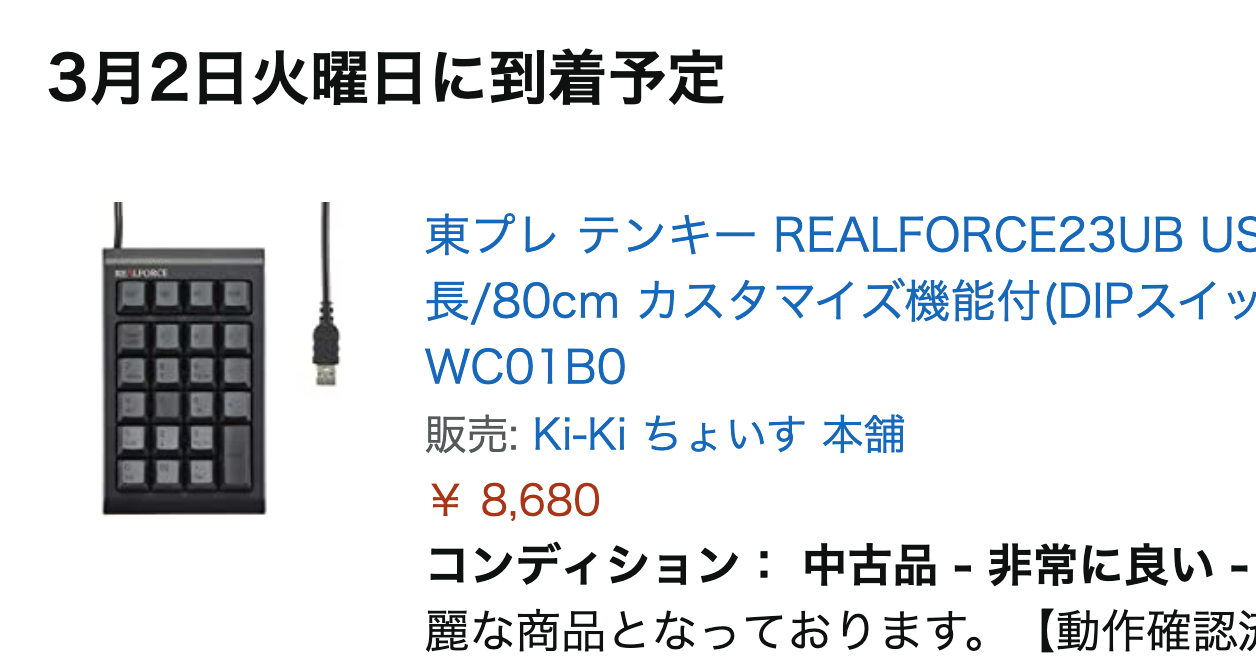 3月2日火曜日に到着予定
REALFORCE
東プレ テンキー REALFORCE23UB US
長/80cm カスタマイズ機能付(DIPスイッ
WC01B0
販売: Ki-Ki ちょいす 本舗
¥ 8,680
コンディション： 中古品 - 非常に良い -
麗な商品となっております。【動作確認済